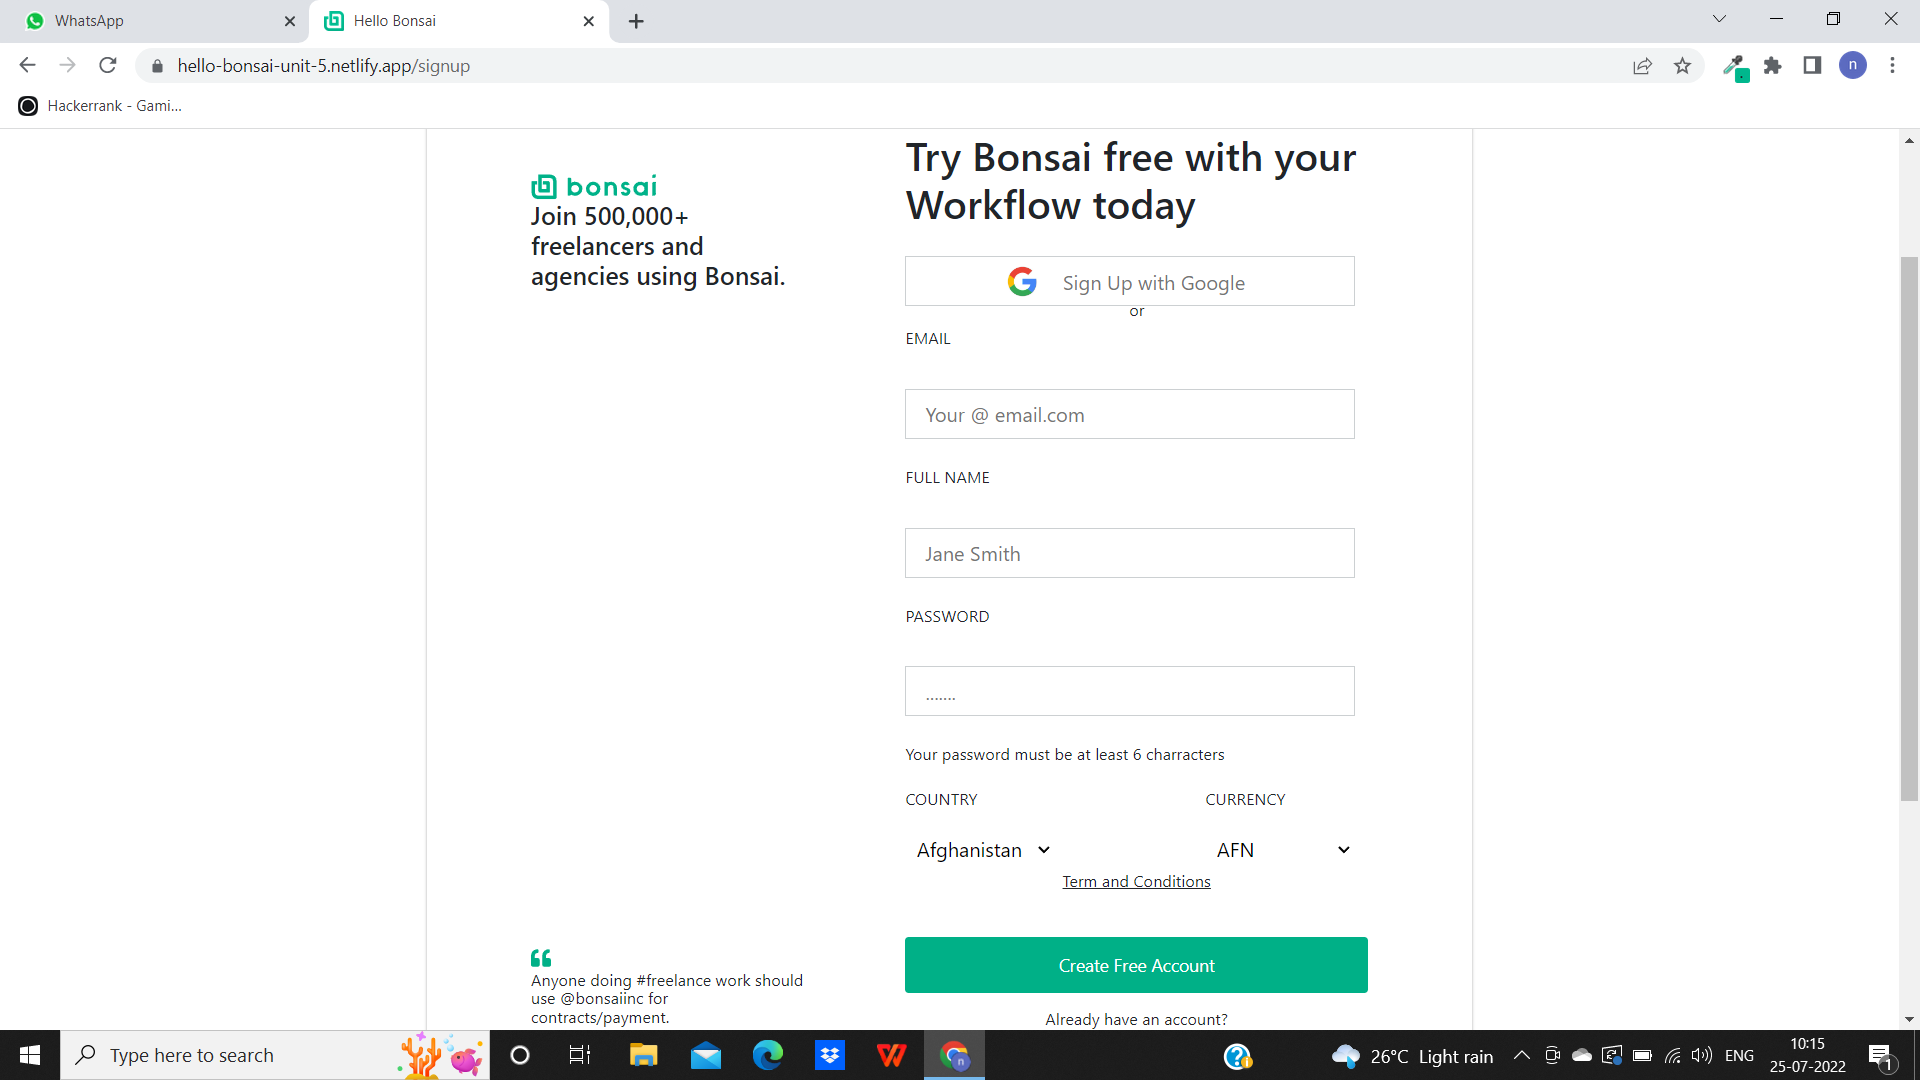 WhatsApp
Hello Bonsai
hello-bonsai-unit-5.netlify.app/signup
n
Hackerrank - Gami...
bonsai
Join 500,000+
freelancers and
agencies using Bonsai.
Try Bonsai free with your
Workflow today
Sign Up with Google
or
EMAIL
Your @ email.com
FULL NAME
Jane Smith
PASSWORD
.......
Your password must be at least 6 charracters
COUNTRY
CURRENCY
Afghanistan
AFN
Term and Conditions
Create Free Account
Already have an account?
Anyone doing #freelance work should
use @bonsaiinc for
contracts/payment.
Type here to search
n
26°C Light rain
ENG
10:15
25-07-2022
1